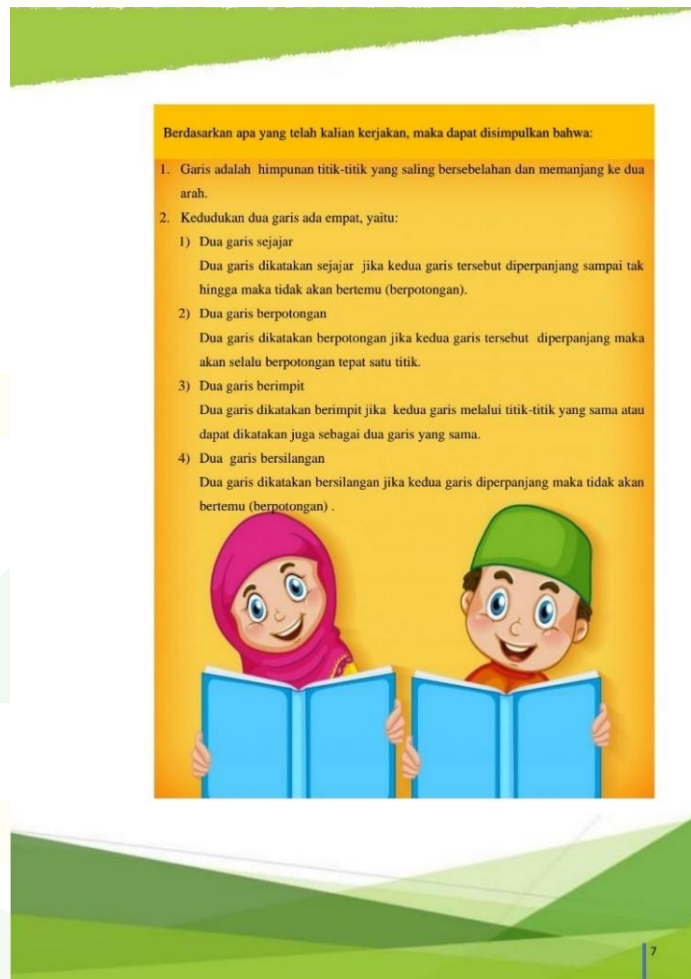 Berdasarkan apa yang telah kalian kerjakan, maka dapat disimpulkan bahwa:
1. Garis adalah himpunan titik-titik yang saling bersebelahan dan memanjang ke dua
arah.
2. Kedudukan dua garis ada empat, yaitu:
1) Dua garis sejajar
Dua garis dikatakan sejajar jika kedua garis tersebut diperpanjang sampai tak
hingga maka tidak akan bertemu (berpotongan).
2) Dua garis berpotongan
Dua garis dikatakan berpotongan jika kedua garis tersebut diperpanjang maka
akan selalu berpotongan tepat satu titik.
3) Dua garis berimpit
Dua garis dikatakan berimpit jika kedua garis melalui titik-titik yang sama atau
dapat dikatakan juga sebagai dua garis yang sama.
4) Dua garis bersilangan
Dua garis dikatakan bersilangan jika kedua garis diperpanjang maka tidak akan
bertemu (berpotongan) .
7